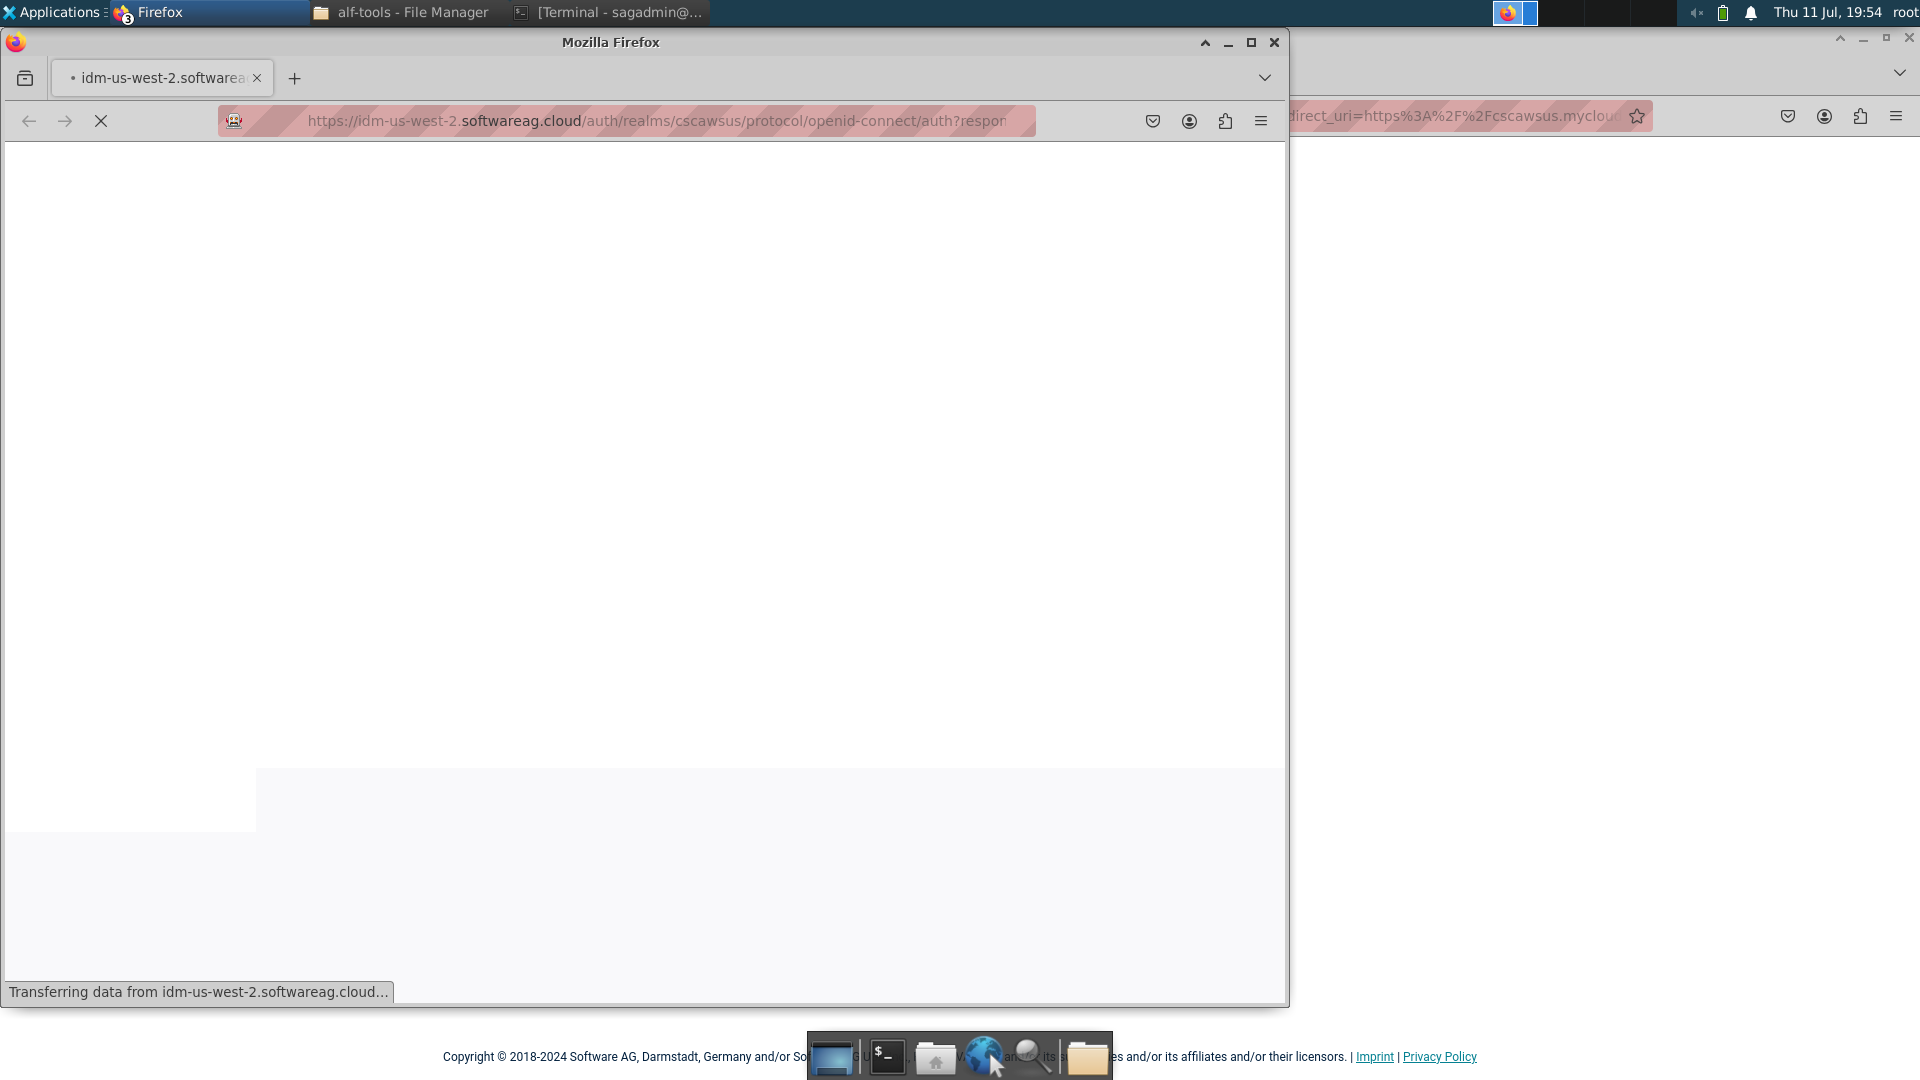 Applications
3
Firefox
alf-tools - File Manager
[Terminal - sagadmin@...
Thu 11 Jul, 19:54
root
Mozilla Firefox
idm-us-west-2.softwarea
https://idm-us-west-2.softwareag.cloud/auth/realms/cscawsus/protocol/openid-connect/auth?respon
direct_uri=https%3A%2F%2Fcscawsus.mycloud
Transferring data from idm-us-west-2.softwareag.cloud…
Copyright © 2018-2024 Software AG, Darmstadt, Germany and/or So
es and/or its affiliates and/or their licensors. | Imprint | Privacy Policy
$_